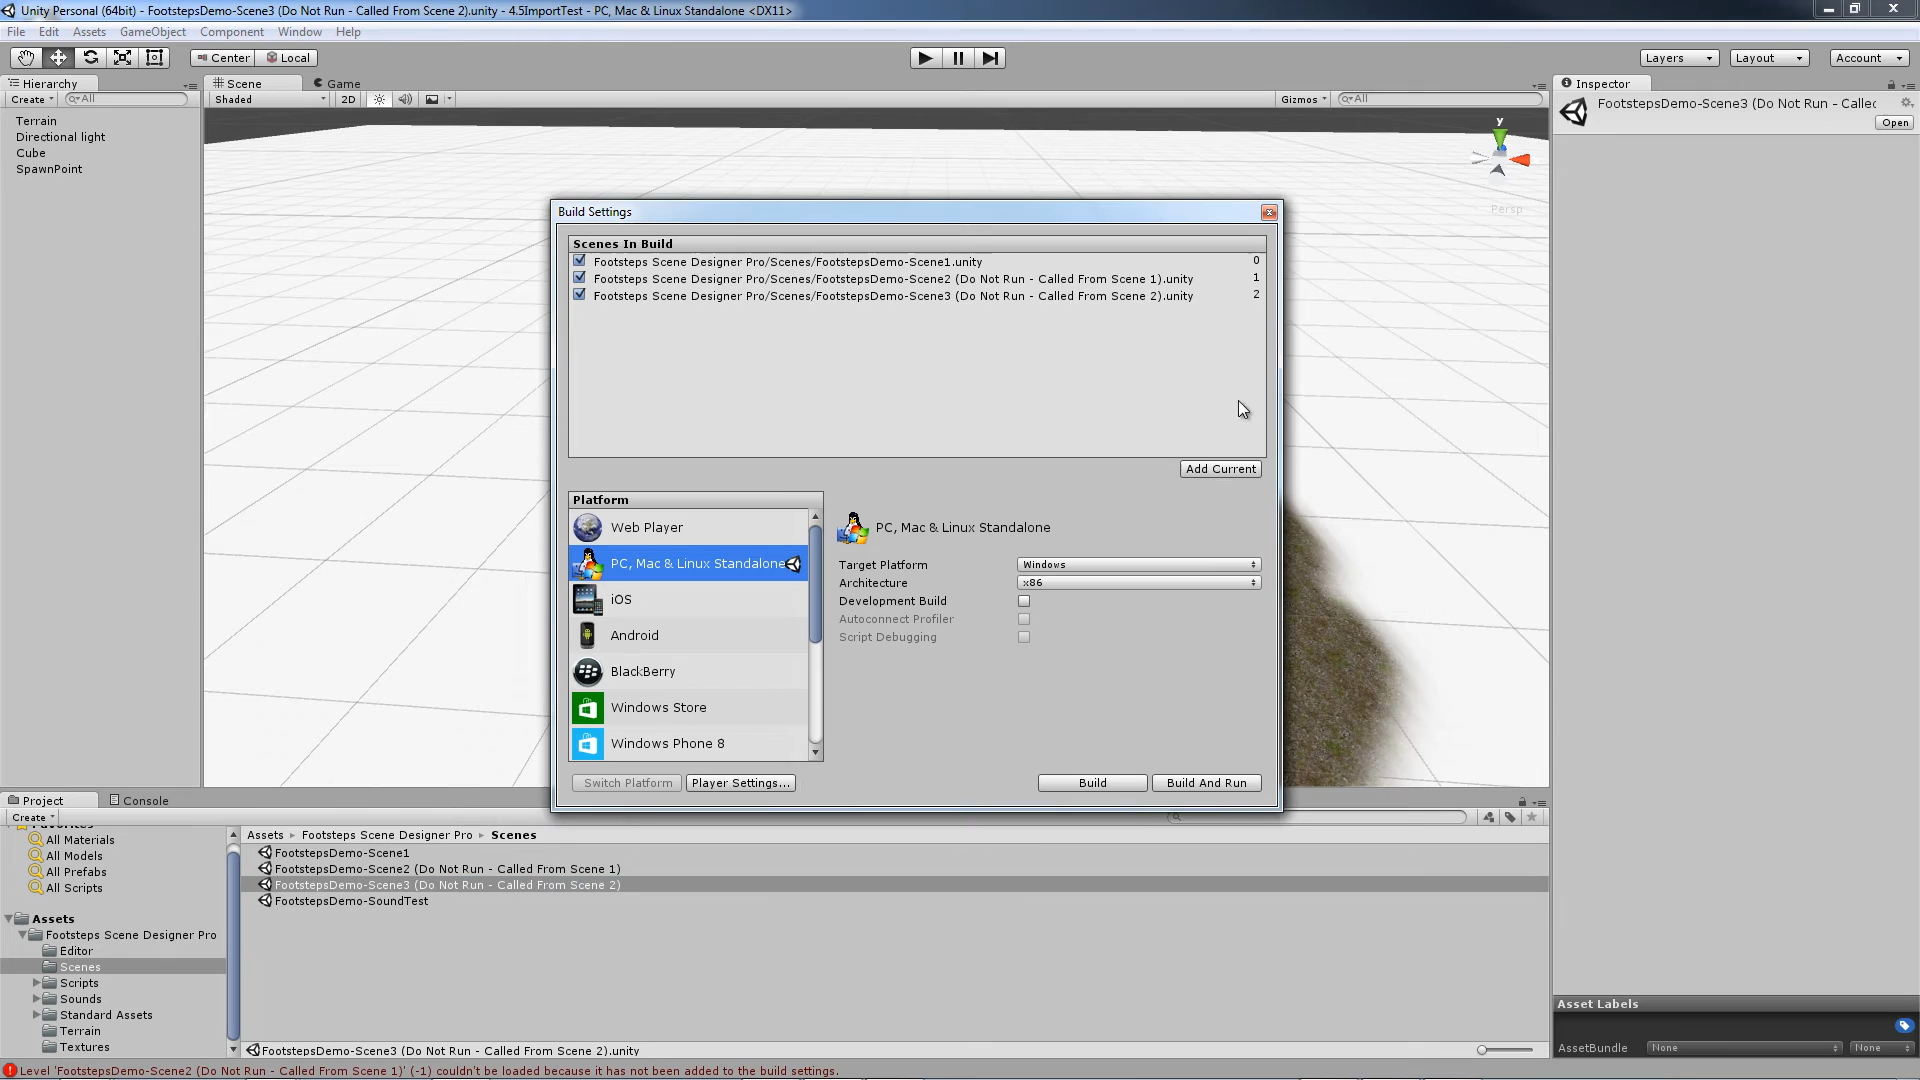 Unity Personal (64bit) - FootstepsDemo-Scene3 (Do Not Run - Called From Scene 2).unity - 4.5ImportTest - PC, Mac & Linux Standalone <DX11>
File Edit Assets GameObject Component Window Help
Center Local Layers Layout Account
Hierarchy Scene Game Inspector
Create All Shaded 2D Gizmos All
FootstepsDemo-Scene3 (Do Not Run - Callec
Open
Terrain
Directional light
Cube
SpawnPoint
y
Persp
Build Settings
Scenes In Build
Footsteps Scene Designer Pro/Scenes/FootstepsDemo-Scene1.unity 0
Footsteps Scene Designer Pro/Scenes/FootstepsDemo-Scene2 (Do Not Run - Called From Scene 1).unity 1
Footsteps Scene Designer Pro/Scenes/FootstepsDemo-Scene3 (Do Not Run - Called From Scene 2).unity 2
Add Current
Platform
Web Player
PC, Mac & Linux Standalone
iOS
Android
BlackBerry
Windows Store
Windows Phone 8
PC, Mac & Linux Standalone
Target Platform Windows
Architecture x86
Development Build
Autoconnect Profiler
Script Debugging
Switch Platform Player Settings... Build Build And Run
Project Console
Create
Favorites
All Materials
All Models
All Prefabs
All Scripts
Assets
Footsteps Scene Designer Pro
Editor
Scenes
Scripts
Sounds
Standard Assets
Terrain
Textures
Assets Footsteps Scene Designer Pro Scenes
FootstepsDemo-Scene1
FootstepsDemo-Scene2 (Do Not Run - Called From Scene 1)
FootstepsDemo-Scene3 (Do Not Run - Called From Scene 2)
FootstepsDemo-SoundTest
FootstepsDemo-Scene3 (Do Not Run - Called From Scene 2).unity
Asset Labels
AssetBundle None None
Level 'FootstepsDemo-Scene2 (Do Not Run - Called From Scene 1)' (-1) couldn't be loaded because it has not been added to the build settings.